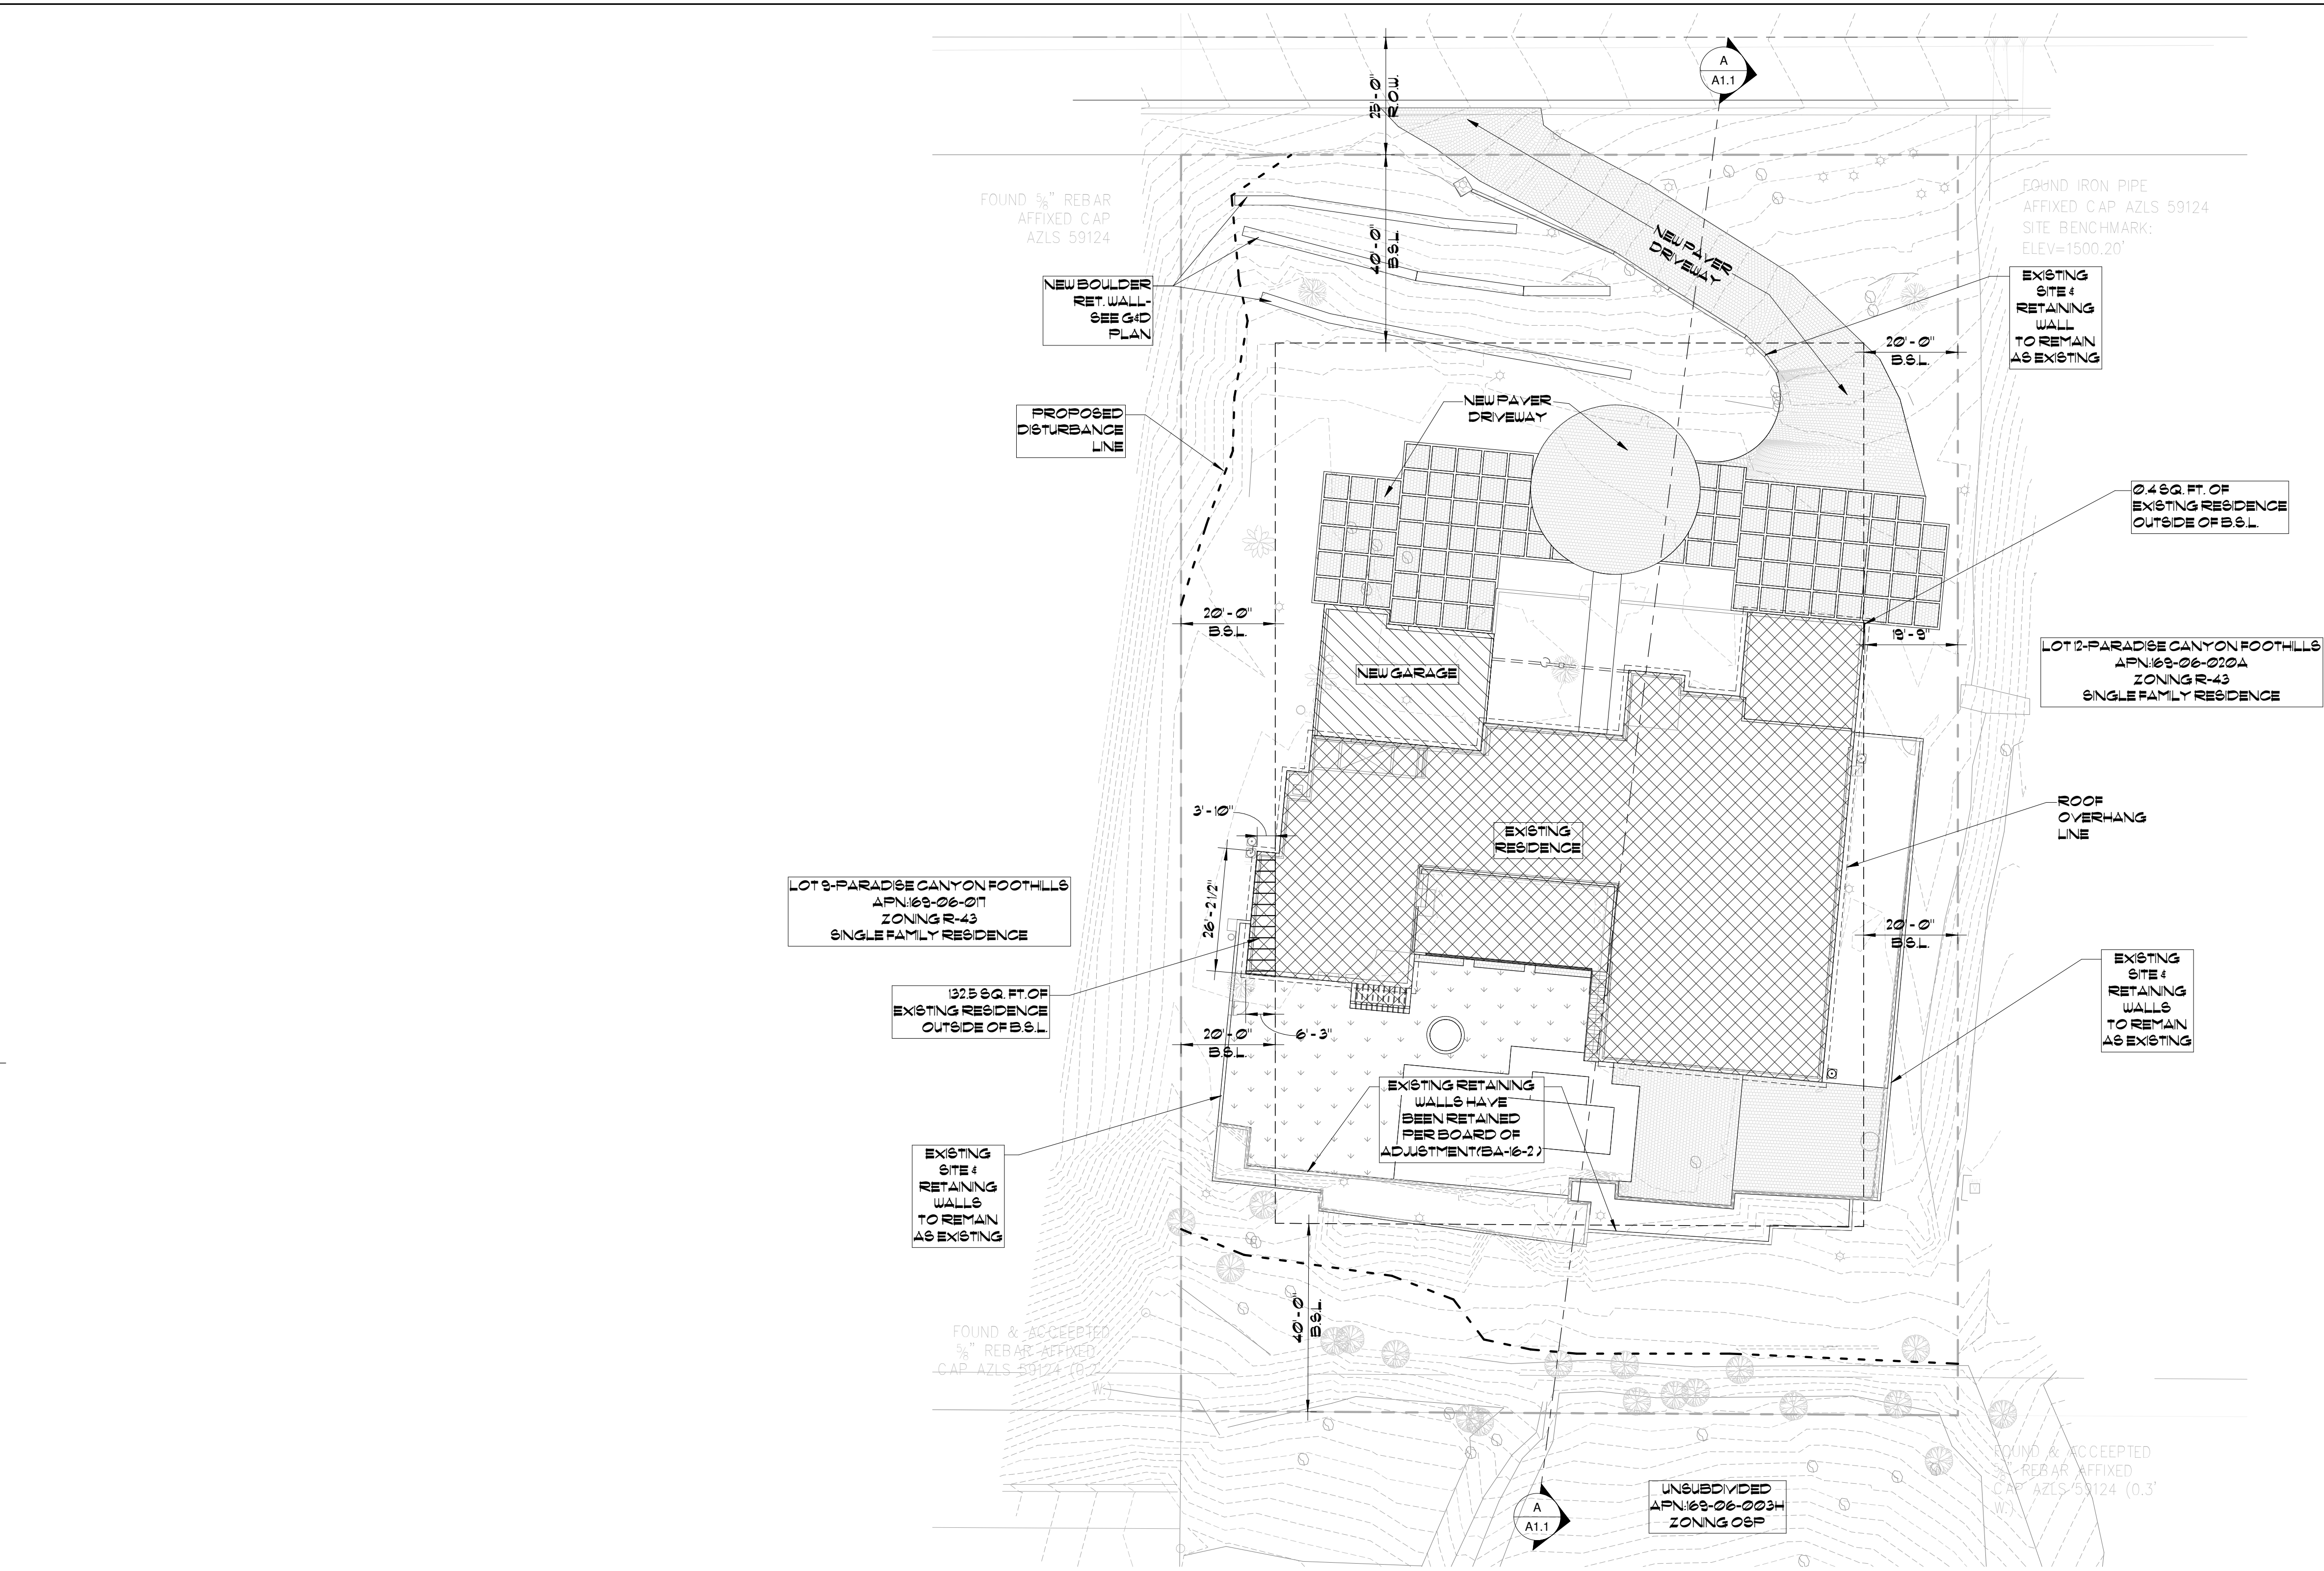 A
A1.1
25'-0"
R.O.W.
FOUND 5/8" REBAR
AFFIXED CAP
AZLS 59124
FOUND IRON PIPE
AFFIXED CAP AZLS 59124
SITE BENCHMARK:
ELEV=1500.20'
40'-0"
B.S.L.
NEW PAVER
DRIVEWAY
NEW BOULDER
RET. WALL-
SEE G&D
PLAN
EXISTING
SITE &
RETAINING
WALL
TO REMAIN
AS EXISTING
20'-0"
B.S.L.
PROPOSED
DISTURBANCE
LINE
NEW PAVER
DRIVEWAY
0.4 SQ. FT. OF
EXISTING RESIDENCE
OUTSIDE OF B.S.L.
20'-0"
B.S.L.
19'-9"
LOT 12-PARADISE CANYON FOOTHILLS
APN:169-06-020A
ZONING R-43
SINGLE FAMILY RESIDENCE
NEW GARAGE
3'-10"
ROOF
OVERHANG
LINE
EXISTING
RESIDENCE
LOT 9-PARADISE CANYON FOOTHILLS
APN:169-06-017
ZONING R-43
SINGLE FAMILY RESIDENCE
26'-2 1/2"
20'-0"
B.S.L.
EXISTING
SITE &
RETAINING
WALLS
TO REMAIN
AS EXISTING
132.5 SQ. FT. OF
EXISTING RESIDENCE
OUTSIDE OF B.S.L.
20'-0"
B.S.L.
6'-3"
EXISTING RETAINING
WALLS HAVE
BEEN RETAINED
PER BOARD OF
ADJUSTMENT(BA-16-2)
EXISTING
SITE &
RETAINING
WALLS
TO REMAIN
AS EXISTING
40'-0"
B.S.L.
FOUND & ACCEEPTED
5/8" REBAR AFFIXED
CAP AZLS 59124 (0.2'
W.)
FOUND & ACCEEPTED
REBAR AFFIXED
CAP AZLS 59124 (0.3'
W.)
UNSUBDIVIDED
APN:169-06-003H
ZONING OSP
A
A1.1